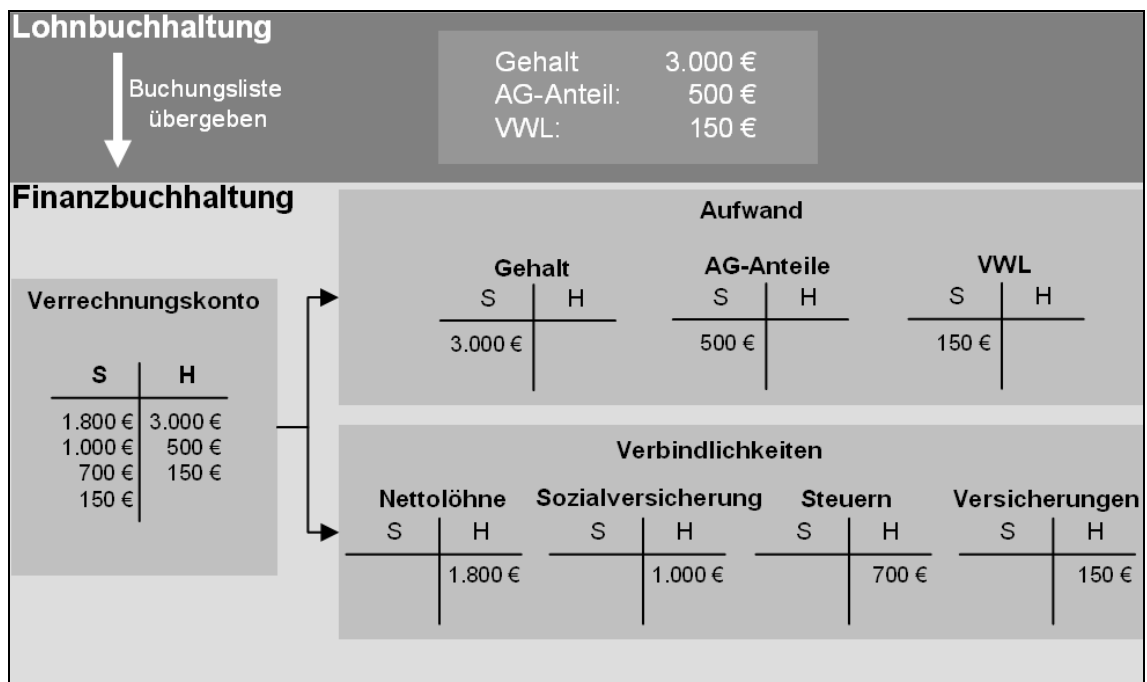 Lohnbuchhaltung
Buchungsliste
übergeben
Gehalt 3.000 €
AG-Anteil: 500 €
VWL: 150 €
Finanzbuchhaltung
Verrechnungskonto
S H
1.800 € 3.000 €
1.000 € 500 €
700 € 150 €
150 €
Aufwand
Gehalt AG-Anteile VWL
S H S H S H
3.000 € 500 € 150 €
Verbindlichkeiten
Nettolöhne Sozialversicherung Steuern Versicherungen
S H S H S H S H
1.800 € 1.000 € 700 € 150 €